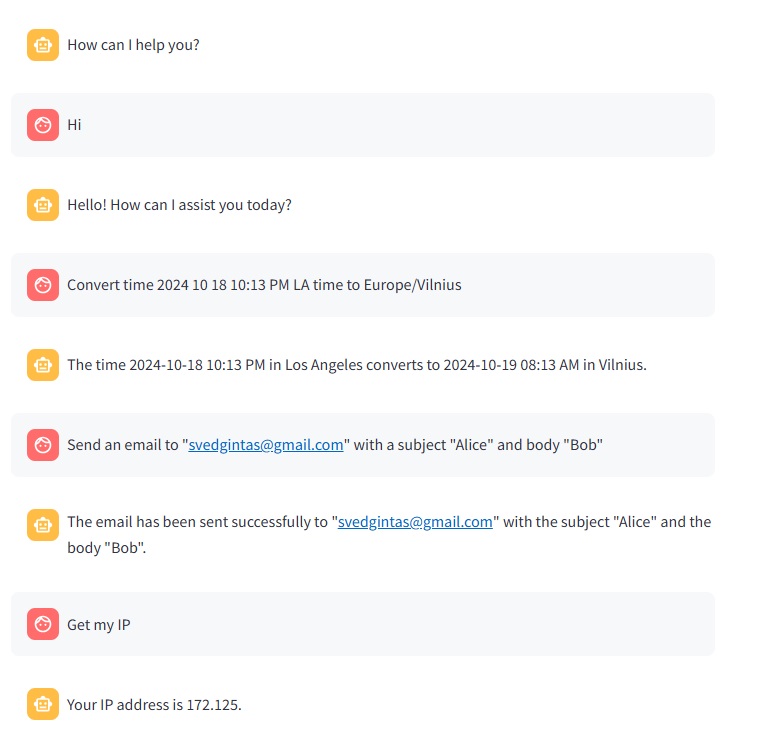 How can I help you?
Hi
Hello! How can I assist you today?
Convert time 2024 10 18 10:13 PM LA time to Europe/Vilnius
The time 2024-10-18 10:13 PM in Los Angeles converts to 2024-10-19 08:13 AM in Vilnius.
Send an email to "svedgintas@gmail.com" with a subject "Alice" and body "Bob"
The email has been sent successfully to "svedgintas@gmail.com" with the subject "Alice" and the
body "Bob".
Get my IP
Your IP address is 172.125.